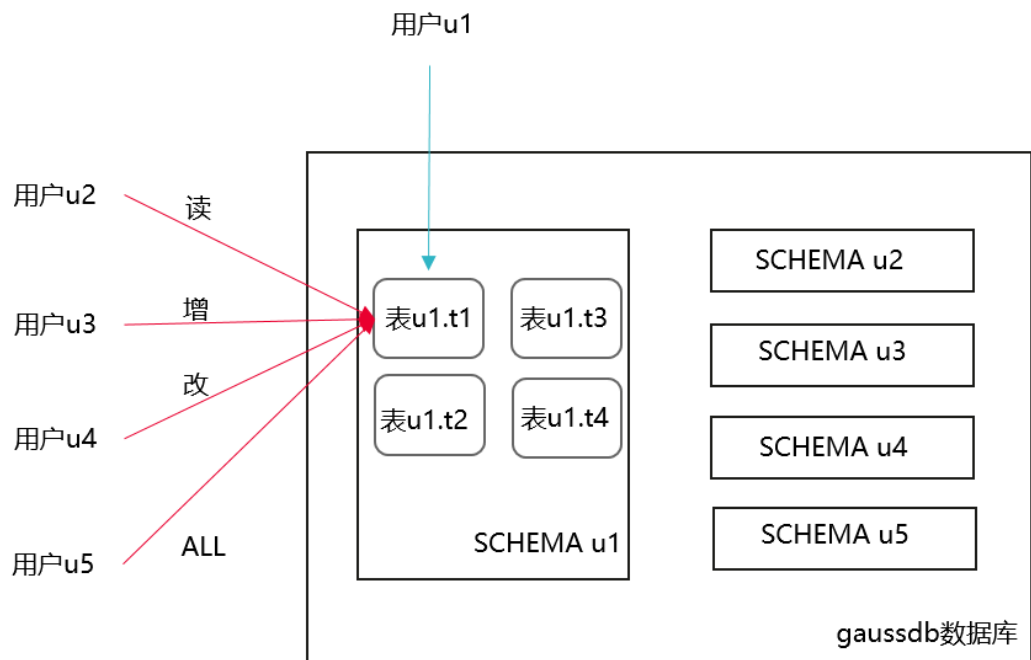 用户u1
用户u2
读
用户u3
增
用户u4
改
用户u5
ALL
表u1.t1
表u1.t3
表u1.t2
表u1.t4
SCHEMA u1
SCHEMA u2
SCHEMA u3
SCHEMA u4
SCHEMA u5
gaussdb数据库